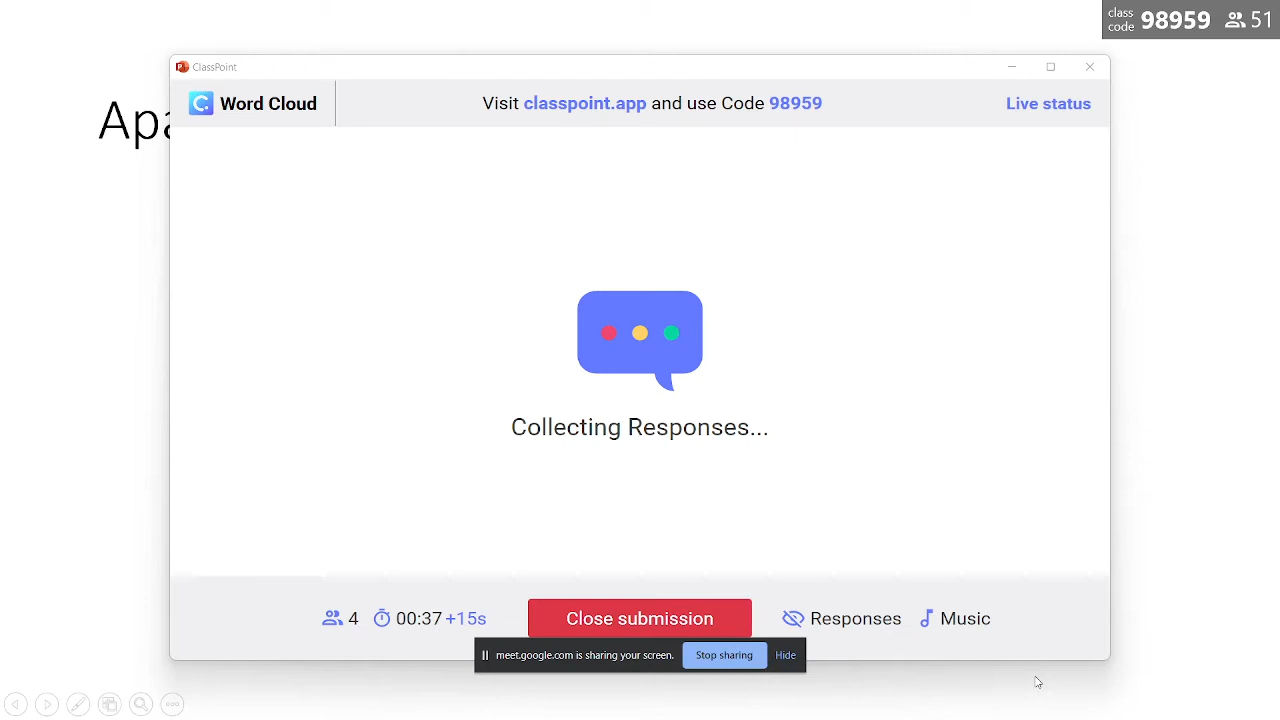 class code 98959 51
ClassPoint
Word Cloud
Visit classpoint.app and use Code 98959
Live status
Collecting Responses...
4 00:37 +15s
Close submission
Responses
Music
meet.google.com is sharing your screen.
Stop sharing
Hide